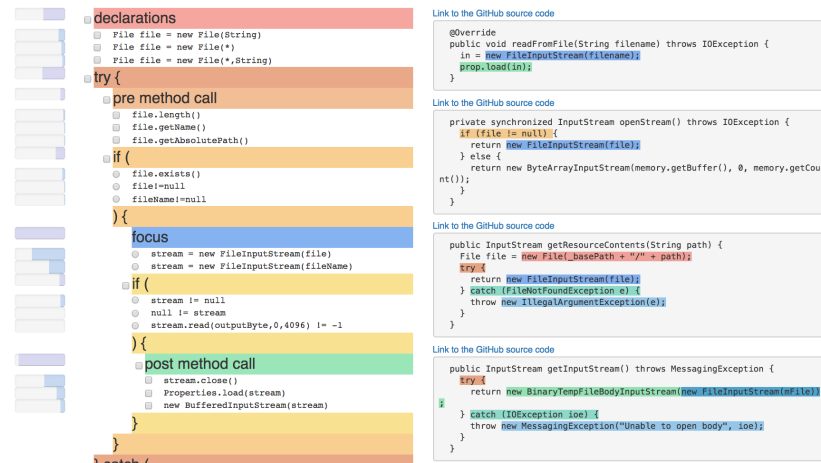 declarations
File file = new File(String)
File file = new File(*)
File file = new File(*,String)
try {
pre method call
file.length()
file.getName()
file.getAbsolutePath()
if (
file.exists()
file!=null
fileName!=null
) {
focus
stream = new FileInputStream(file)
stream = new FileInputStream(fileName)
if (
stream != null
null != stream
stream.read(outputByte,0,4096) != -1
) {
post method call
stream.close()
Properties.load(stream)
new BufferedInputStream(stream)
}
}
} catch (
Link to the GitHub source code
@Override
public void readFromFile(String filename) throws IOException {
in = new FileInputStream(filename);
prop.load(in);
}
Link to the GitHub source code
private synchronized InputStream openStream() throws IOException {
if (file != null) {
return new FileInputStream(file);
} else {
return new ByteArrayInputStream(memory.getBuffer(), 0, memory.getCou
nt());
}
}
Link to the GitHub source code
public InputStream getResourceContents(String path) {
File file = new File(_basePath + "/" + path);
try {
return new FileInputStream(file);
} catch (FileNotFoundException e) {
throw new IllegalArgumentException(e);
}
}
Link to the GitHub source code
public InputStream getInputStream() throws MessagingException {
try {
return new BinaryTempFileBodyInputStream(new FileInputStream(mFile))
;
} catch (IOException ioe) {
throw new MessagingException("Unable to open body", ioe);
}
}